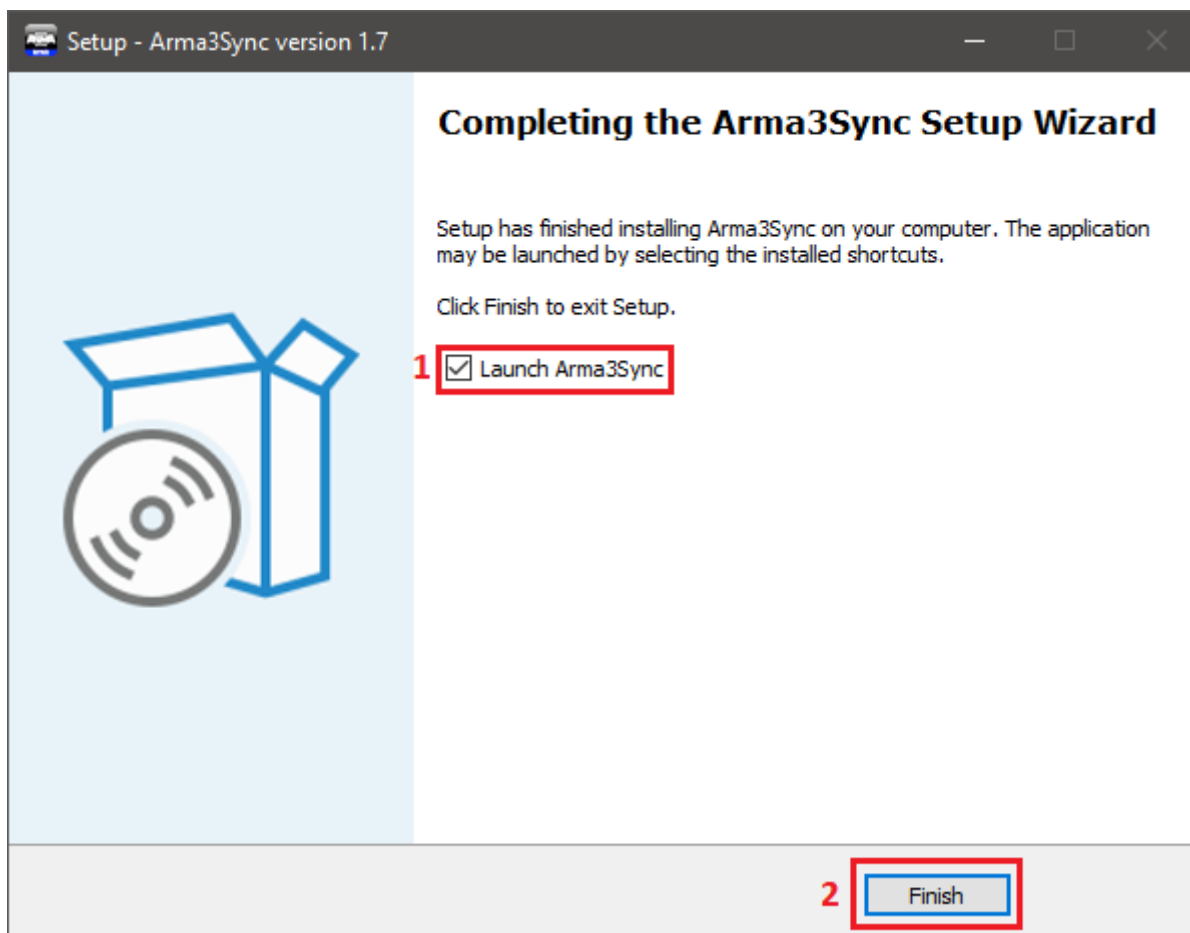 Setup - Arma3Sync version 1.7
Completing the Arma3Sync Setup Wizard
Setup has finished installing Arma3Sync on your computer. The application
may be launched by selecting the installed shortcuts.
Click Finish to exit Setup.
1 Launch Arma3Sync
2 Finish